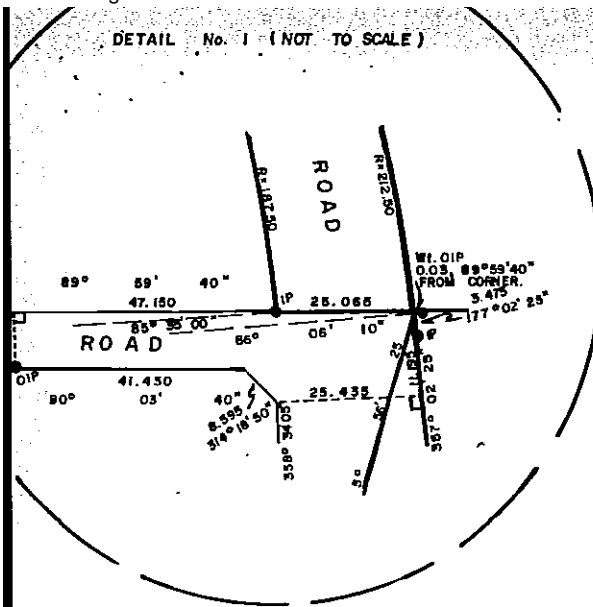 DETAIL No. 1 (NOT TO SCALE)
ROAD
R=187.50
R=212.50
Wt. OIP
0.03, 89°59'40"
FROM CORNER.
3.475
177°02'25"
89° 59' 40"
47.150
IP
25.065
85° 35' 00"
86° 06' 10"
ROAD
IP
OIP
41.450
90° 03' 40"
8.595
314° 18' 50"
25.435
358° 34' 05"
11.195
357° 02' 25"